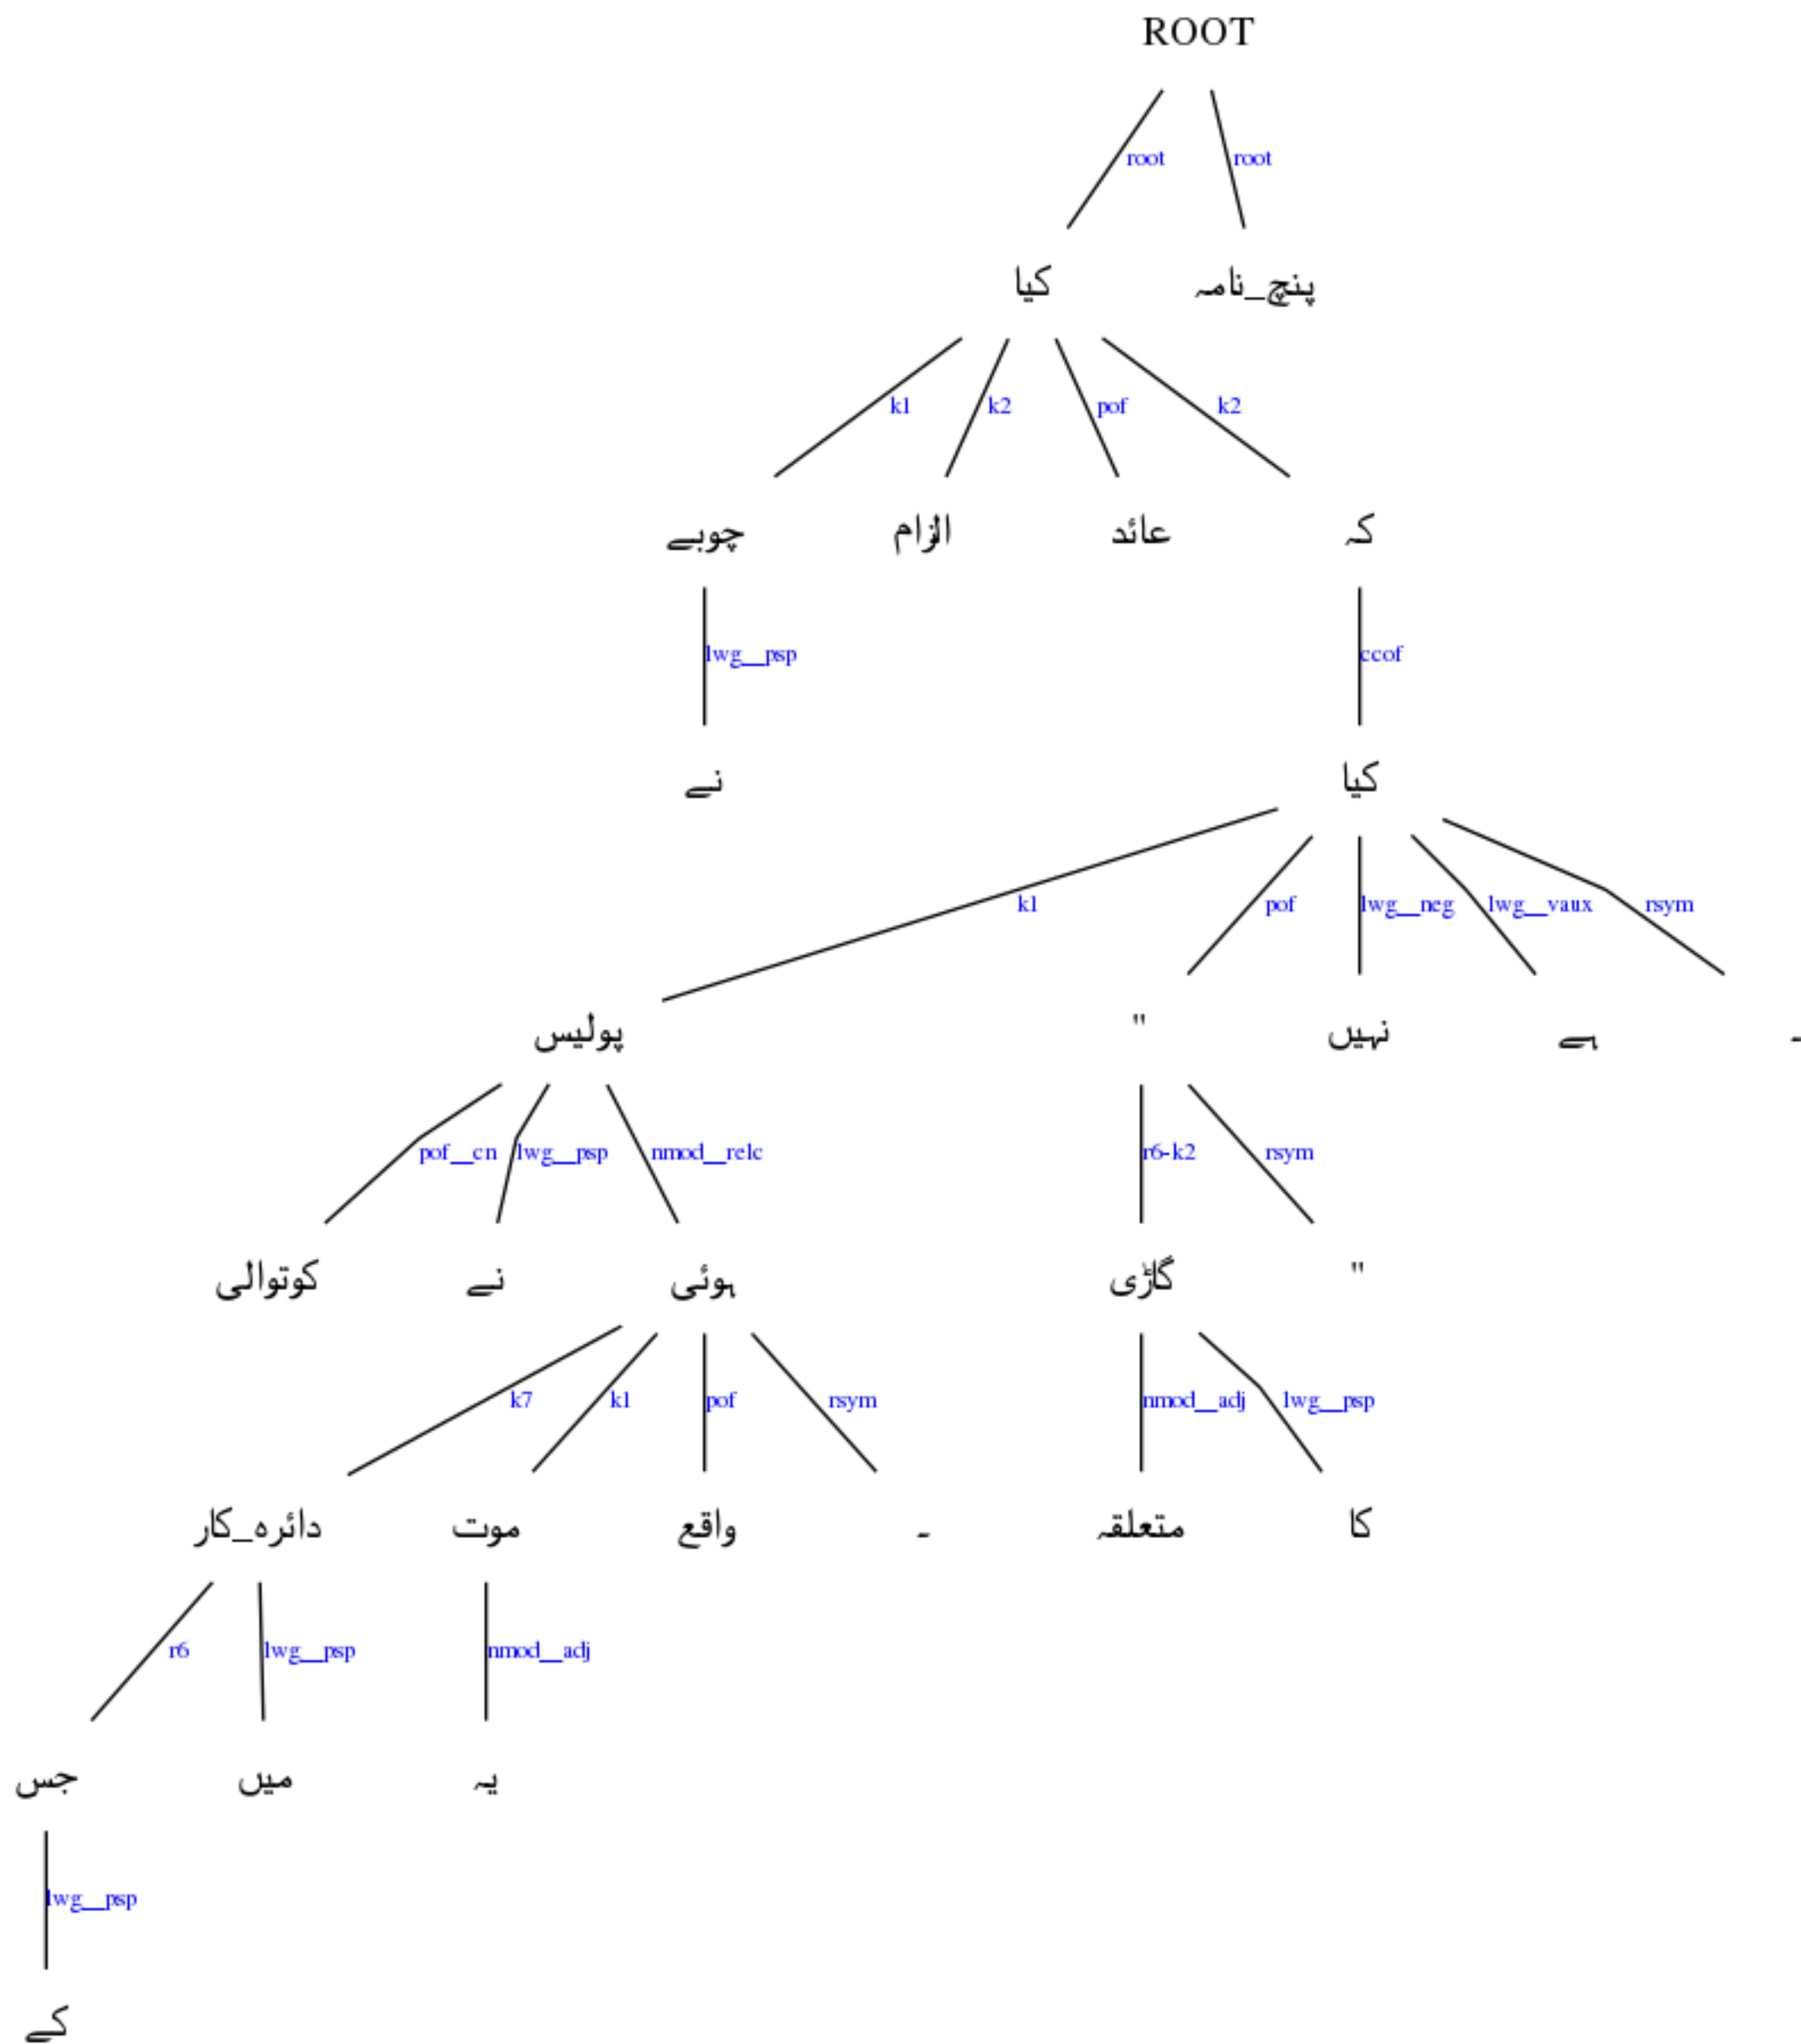 ROOT
root root
کیا پنچ_نامہ
k1 k2 pof k2
چوبے الزام عائد کہ
lwg__psp ccof
نے کیا
k1 pof lwg__neg lwg__vaux rsym
پولیس " نہیں ہے ۔
pof__cn lwg__psp nmod__relc r6-k2 rsym
کوتوالی نے ہوئی گاڑی "
k7 k1 pof rsym nmod__adj lwg__psp
دائرہ_کار موت واقع ۔ متعلقہ کا
r6 lwg__psp nmod__adj
جس میں یہ
lwg__psp
کے